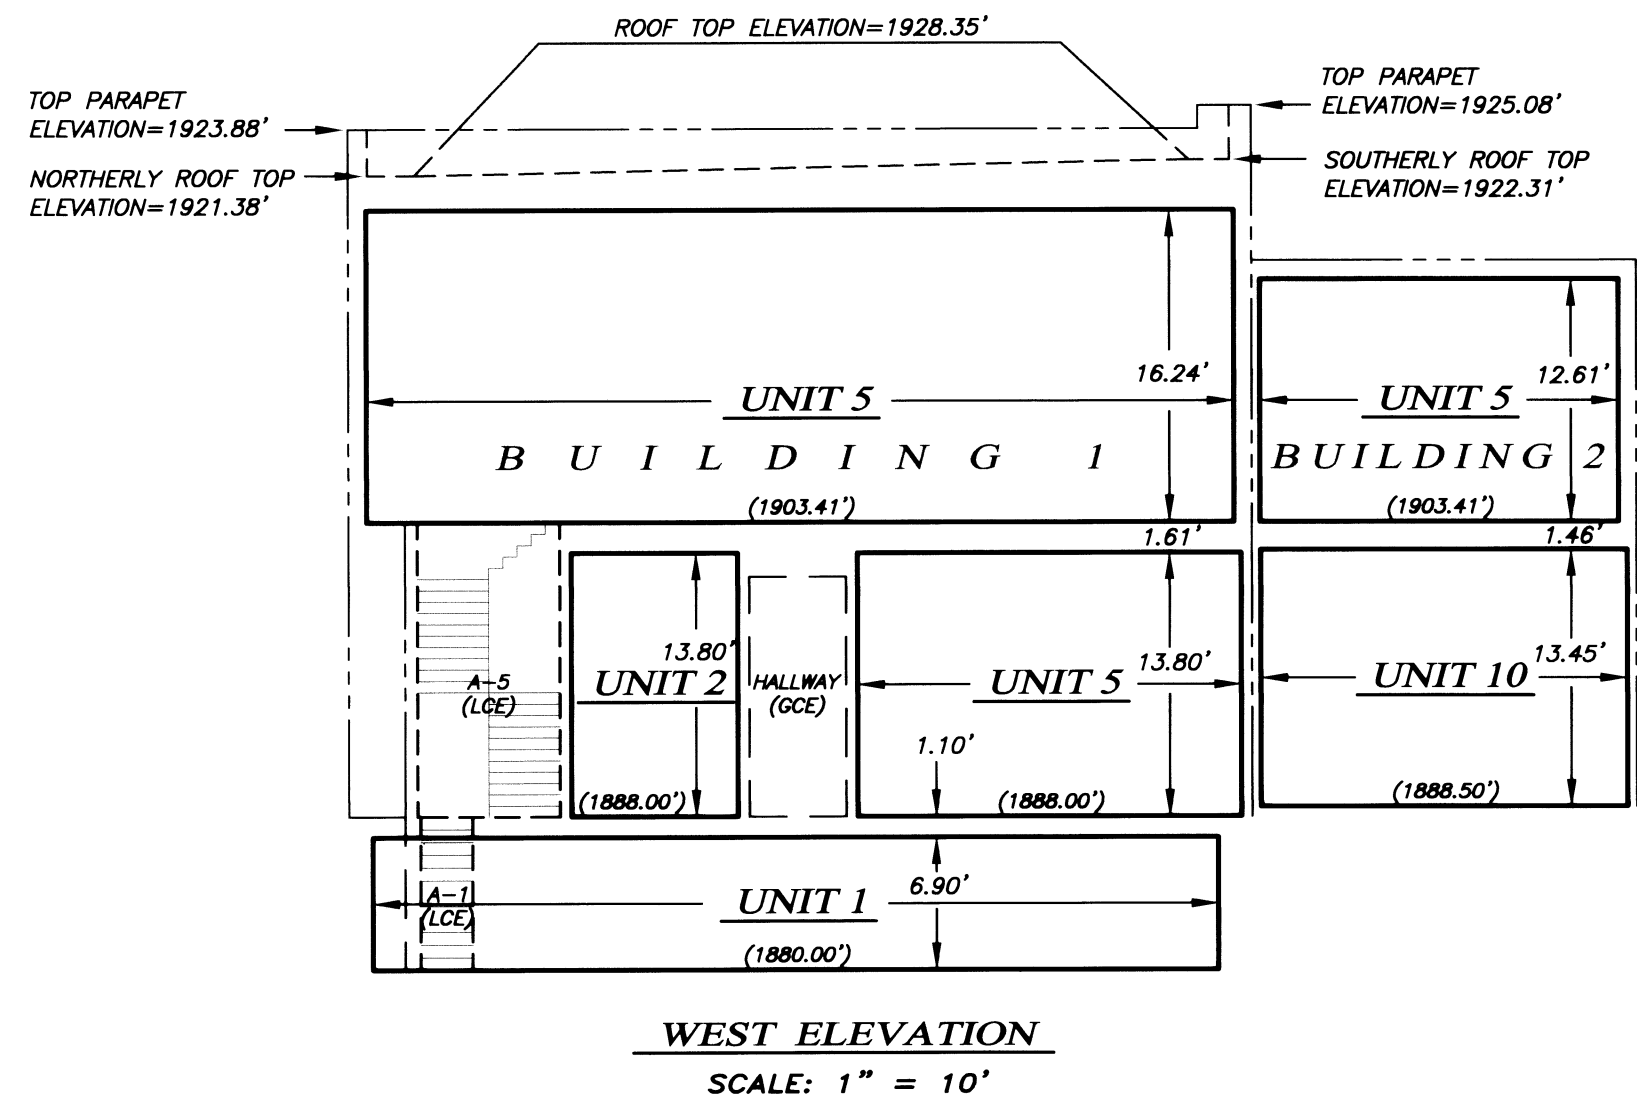 ROOF TOP ELEVATION=1928.35'
TOP PARAPET
ELEVATION=1923.88'
TOP PARAPET
ELEVATION=1925.08'
NORTHERLY ROOF TOP
ELEVATION=1921.38'
SOUTHERLY ROOF TOP
ELEVATION=1922.31'
16.24'
12.61'
UNIT 5
UNIT 5
BUILDING 1
BUILDING 2
(1903.41')
(1903.41')
1.61'
1.46'
13.80'
13.80'
13.45'
A-5
(LCE)
UNIT 2
HALLWAY
(GCE)
UNIT 5
UNIT 10
1.10'
(1888.00')
(1888.00')
(1888.50')
A-1
(LCE)
UNIT 1
6.90'
(1880.00')
WEST ELEVATION
SCALE: 1" = 10'